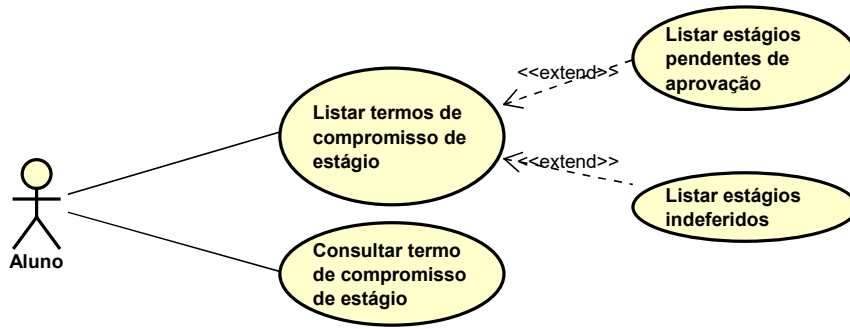 Listar estágios
pendentes de
aprovação
<<extend>>
Listar termos de
compromisso de
estágio
<<extend>>
Listar estágios
indeferidos
Aluno
Consultar termo
de compromisso
de estágio